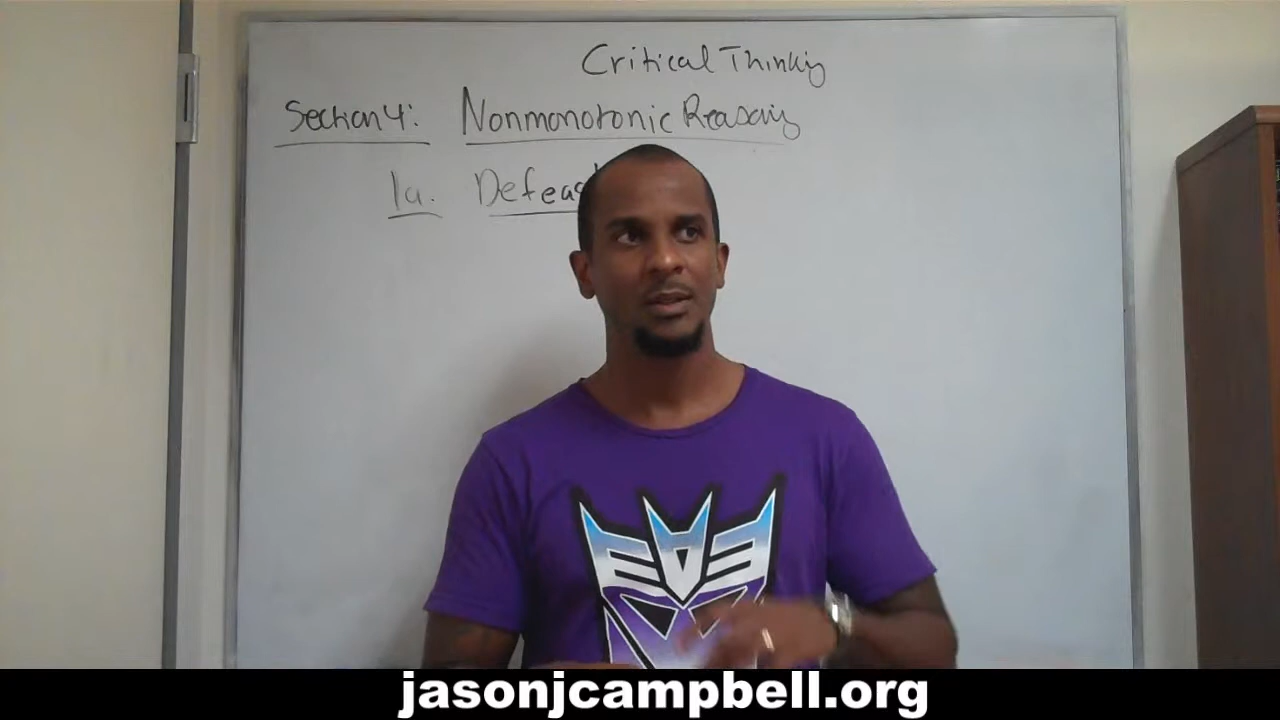 Critical Thinking
Section 4: Nonmonotonic Reasoning
1a. Defeas
jasonjcampbell.org